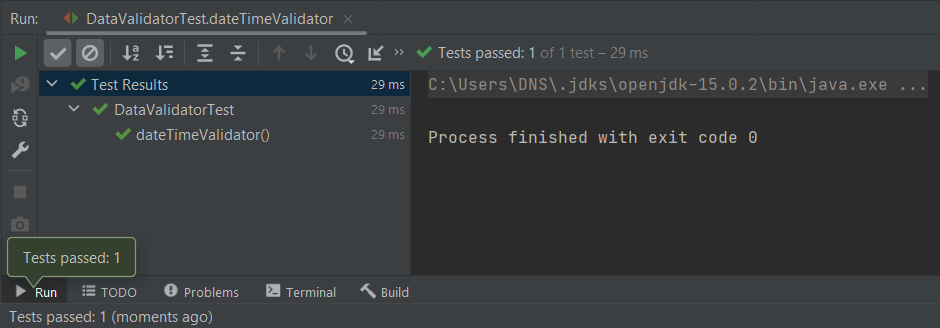 Run: DataValidatorTest.dateTimeValidator ×
Tests passed: 1 of 1 test – 29 ms
Test Results 29 ms
DataValidatorTest 29 ms
dateTimeValidator() 29 ms
C:\Users\DNS\.jdks\openjdk-15.0.2\bin\java.exe ...
Process finished with exit code 0
Tests passed: 1
Run TODO Problems Terminal Build
Tests passed: 1 (moments ago)